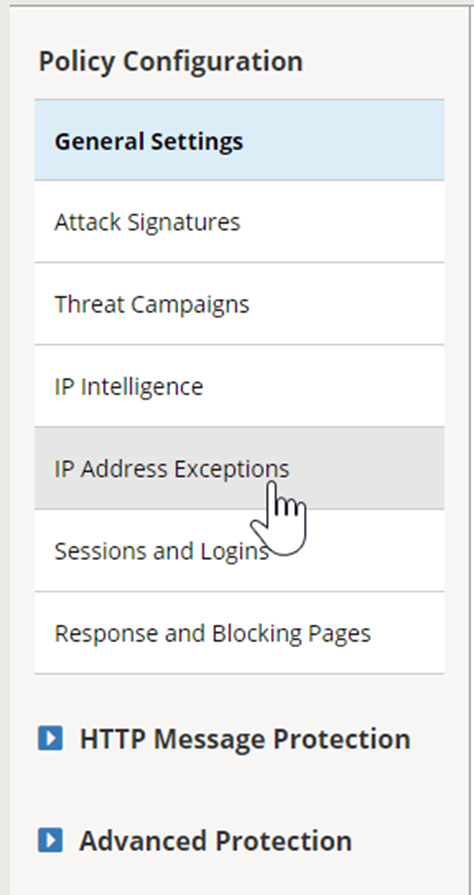 Policy Configuration
General Settings
Attack Signatures
Threat Campaigns
IP Intelligence
IP Address Exceptions
Sessions and Logins
Response and Blocking Pages
HTTP Message Protection
Advanced Protection